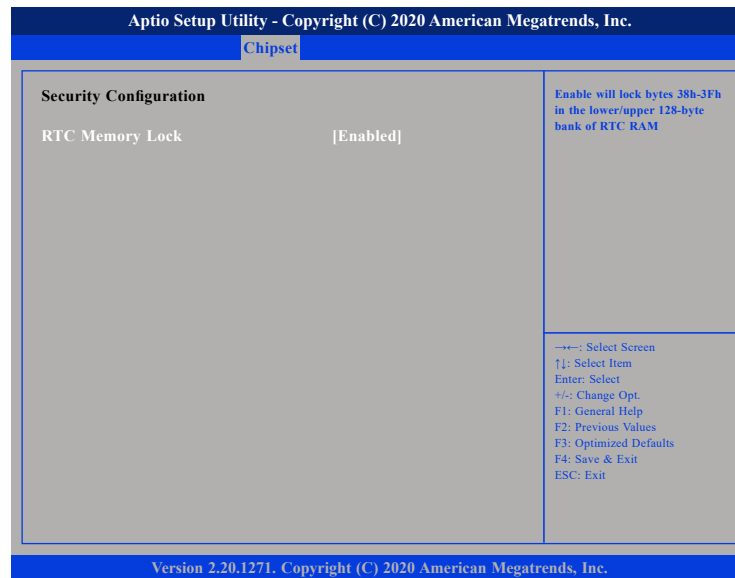 Aptio Setup Utility - Copyright (C) 2020 American Megatrends, Inc.
Chipset
Security Configuration
RTC Memory Lock [Enabled]
Enable will lock bytes 38h-3Fh
in the lower/upper 128-byte
bank of RTC RAM
→←: Select Screen
↑↓: Select Item
Enter: Select
+/-: Change Opt.
F1: General Help
F2: Previous Values
F3: Optimized Defaults
F4: Save & Exit
ESC: Exit
Version 2.20.1271. Copyright (C) 2020 American Megatrends, Inc.